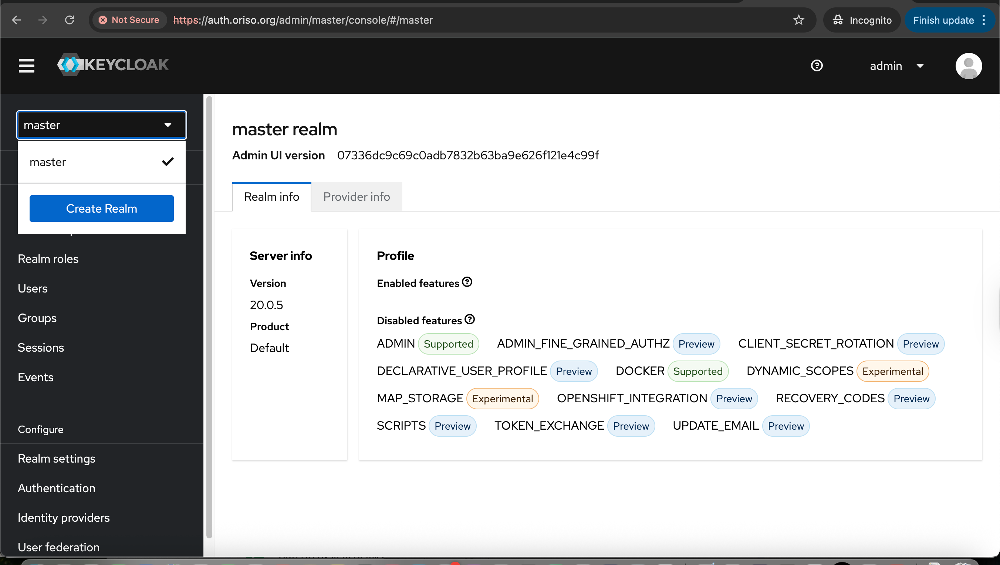 Not Secure https://auth.oriso.org/admin/master/console/#/master Incognito Finish update
KEYCLOAK admin
master
master
Create Realm
Realm roles
Users
Groups
Sessions
Events
Configure
Realm settings
Authentication
Identity providers
User federation
master realm
Admin UI version 07336dc9c69c0adb7832b63ba9e626f121e4c99f
Realm info Provider info
Server info
Version
20.0.5
Product
Default
Profile
Enabled features
Disabled features
ADMIN Supported ADMIN_FINE_GRAINED_AUTHZ Preview CLIENT_SECRET_ROTATION Preview
DECLARATIVE_USER_PROFILE Preview DOCKER Supported DYNAMIC_SCOPES Experimental
MAP_STORAGE Experimental OPENSHIFT_INTEGRATION Preview RECOVERY_CODES Preview
SCRIPTS Preview TOKEN_EXCHANGE Preview UPDATE_EMAIL Preview